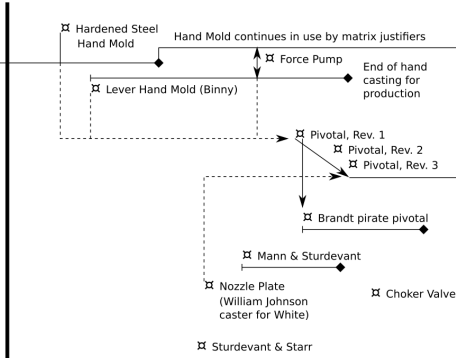 ¤ Hardened Steel
Hand Mold
Hand Mold continues in use by matrix justifiers
¤ Force Pump
End of hand
casting for
production
¤ Lever Hand Mold (Binny)
¤ Pivotal, Rev. 1
¤ Pivotal, Rev. 2
¤ Pivotal, Rev. 3
¤ Brandt pirate pivotal
¤ Mann & Sturdevant
¤ Nozzle Plate
(William Johnson
caster for White)
¤ Choker Valve
¤ Sturdevant & Starr